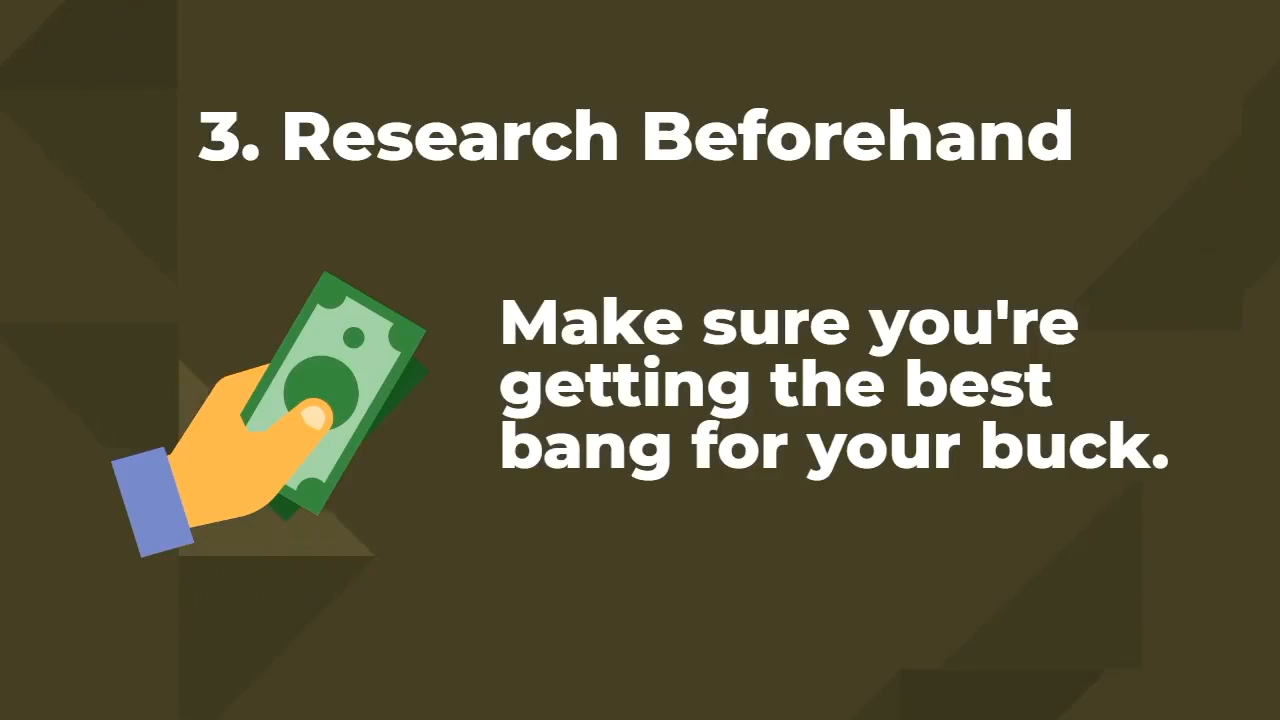 3. Research Beforehand
Make sure you're
getting the best
bang for your buck.